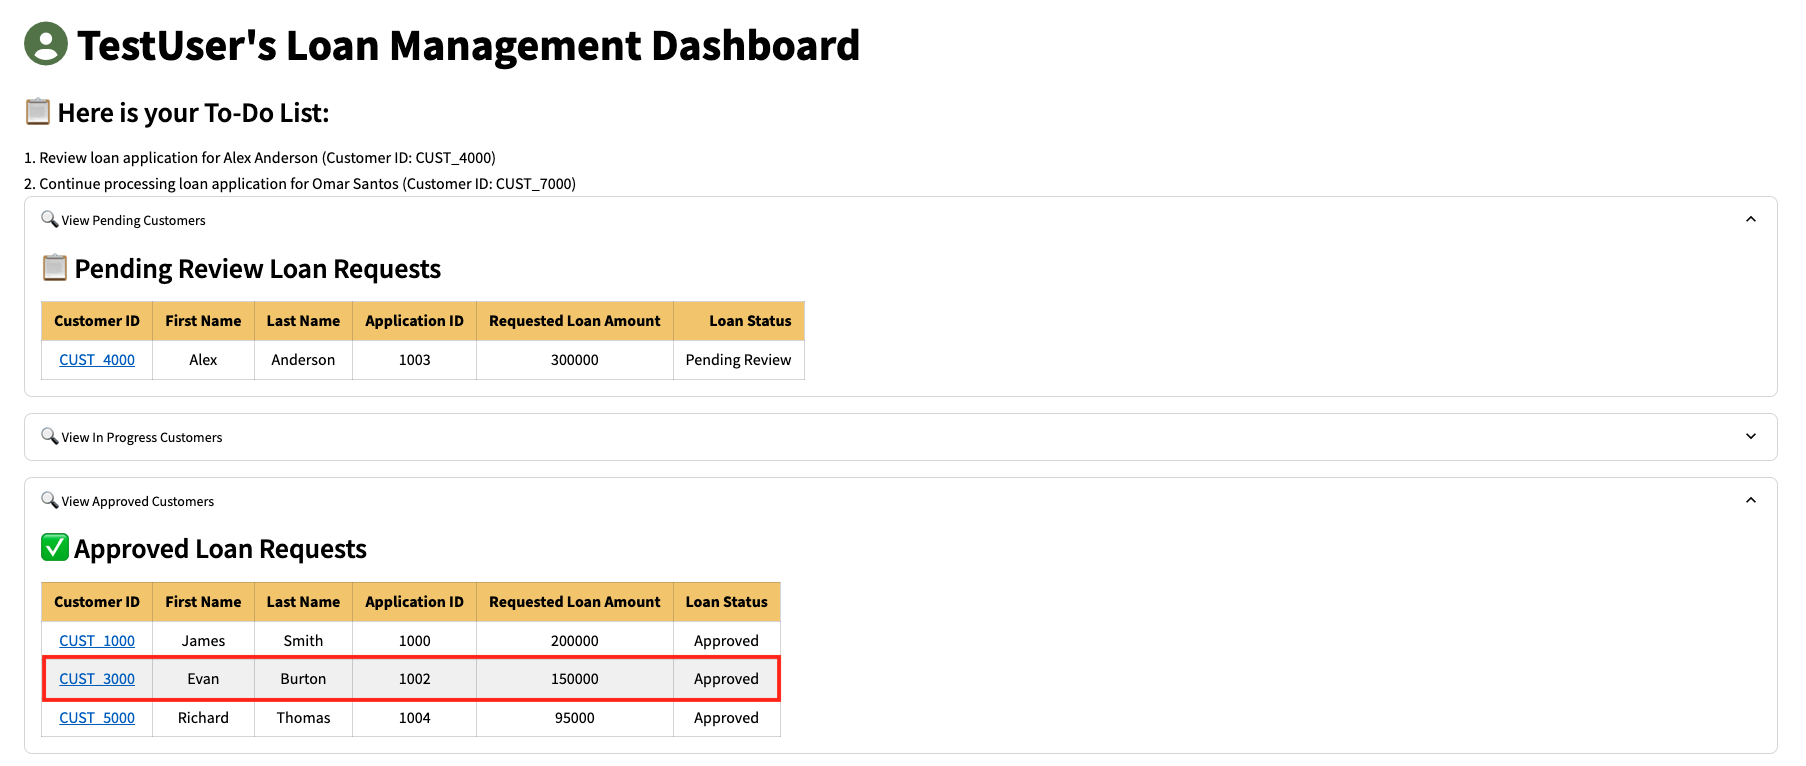 TestUser's Loan Management Dashboard
Here is your To-Do List:
1. Review loan application for Alex Anderson (Customer ID: CUST_4000)
2. Continue processing loan application for Omar Santos (Customer ID: CUST_7000)
View Pending Customers
Pending Review Loan Requests
Customer ID First Name Last Name Application ID Requested Loan Amount Loan Status
CUST_4000 Alex Anderson 1003 300000 Pending Review
View In Progress Customers
View Approved Customers
Approved Loan Requests
Customer ID First Name Last Name Application ID Requested Loan Amount Loan Status
CUST_1000 James Smith 1000 200000 Approved
CUST_3000 Evan Burton 1002 150000 Approved
CUST_5000 Richard Thomas 1004 95000 Approved